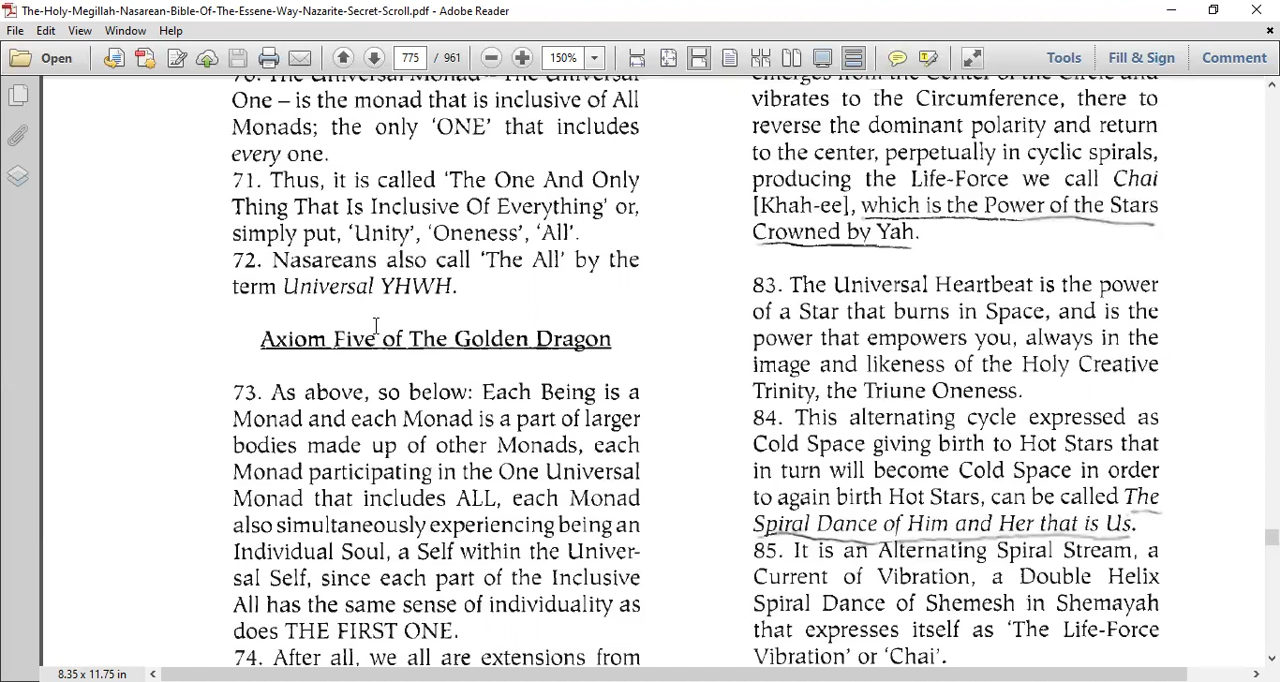 The-Holy-Megillah-Nasarean-Bible-Of-The-Essene-Way-Nazarite-Secret-Scroll.pdf - Adobe Reader
File Edit View Window Help
Open 775 / 961 150% Tools Fill & Sign Comment
70. The Universal Monad – The Universal
One – is the monad that is inclusive of All
Monads; the only ‘ONE’ that includes
every one.
71. Thus, it is called ‘The One And Only
Thing That Is Inclusive Of Everything’ or,
simply put, ‘Unity’, ‘Oneness’, ‘All’.
72. Nasareans also call ‘The All’ by the
term Universal YHWH.
Axiom Five of The Golden Dragon
73. As above, so below: Each Being is a
Monad and each Monad is a part of larger
bodies made up of other Monads, each
Monad participating in the One Universal
Monad that includes ALL, each Monad
also simultaneously experiencing being an
Individual Soul, a Self within the Univer-
sal Self, since each part of the Inclusive
All has the same sense of individuality as
does THE FIRST ONE.
74. After all, we all are extensions from
emerges from the Center of the Circle and
vibrates to the Circumference, there to
reverse the dominant polarity and return
to the center, perpetually in cyclic spirals,
producing the Life-Force we call Chai
[Khah-ee], which is the Power of the Stars
Crowned by Yah.
83. The Universal Heartbeat is the power
of a Star that burns in Space, and is the
power that empowers you, always in the
image and likeness of the Holy Creative
Trinity, the Triune Oneness.
84. This alternating cycle expressed as
Cold Space giving birth to Hot Stars that
in turn will become Cold Space in order
to again birth Hot Stars, can be called The
Spiral Dance of Him and Her that is Us.
85. It is an Alternating Spiral Stream, a
Current of Vibration, a Double Helix
Spiral Dance of Shemesh in Shemayah
that expresses itself as ‘The Life-Force
Vibration’ or ‘Chai’.
8.35 x 11.75 in